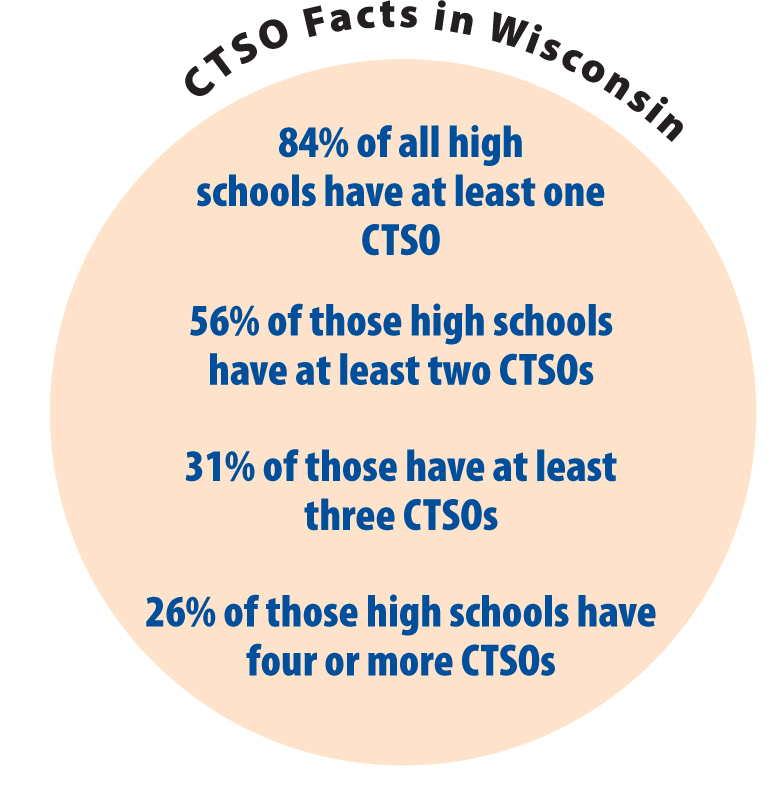 CTSO Facts in Wisconsin
84% of all high
schools have at least one
CTSO
56% of those high schools
have at least two CTSOs
31% of those have at least
three CTSOs
26% of those high schools have
four or more CTSOs